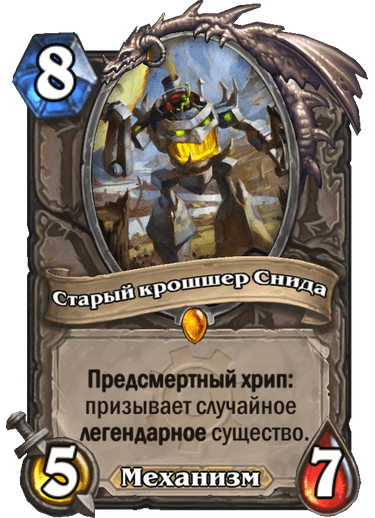 8
Старый крошшер Снида
Предсмертный хрип:
призывает случайное
легендарное существо.
5
Механизм
7